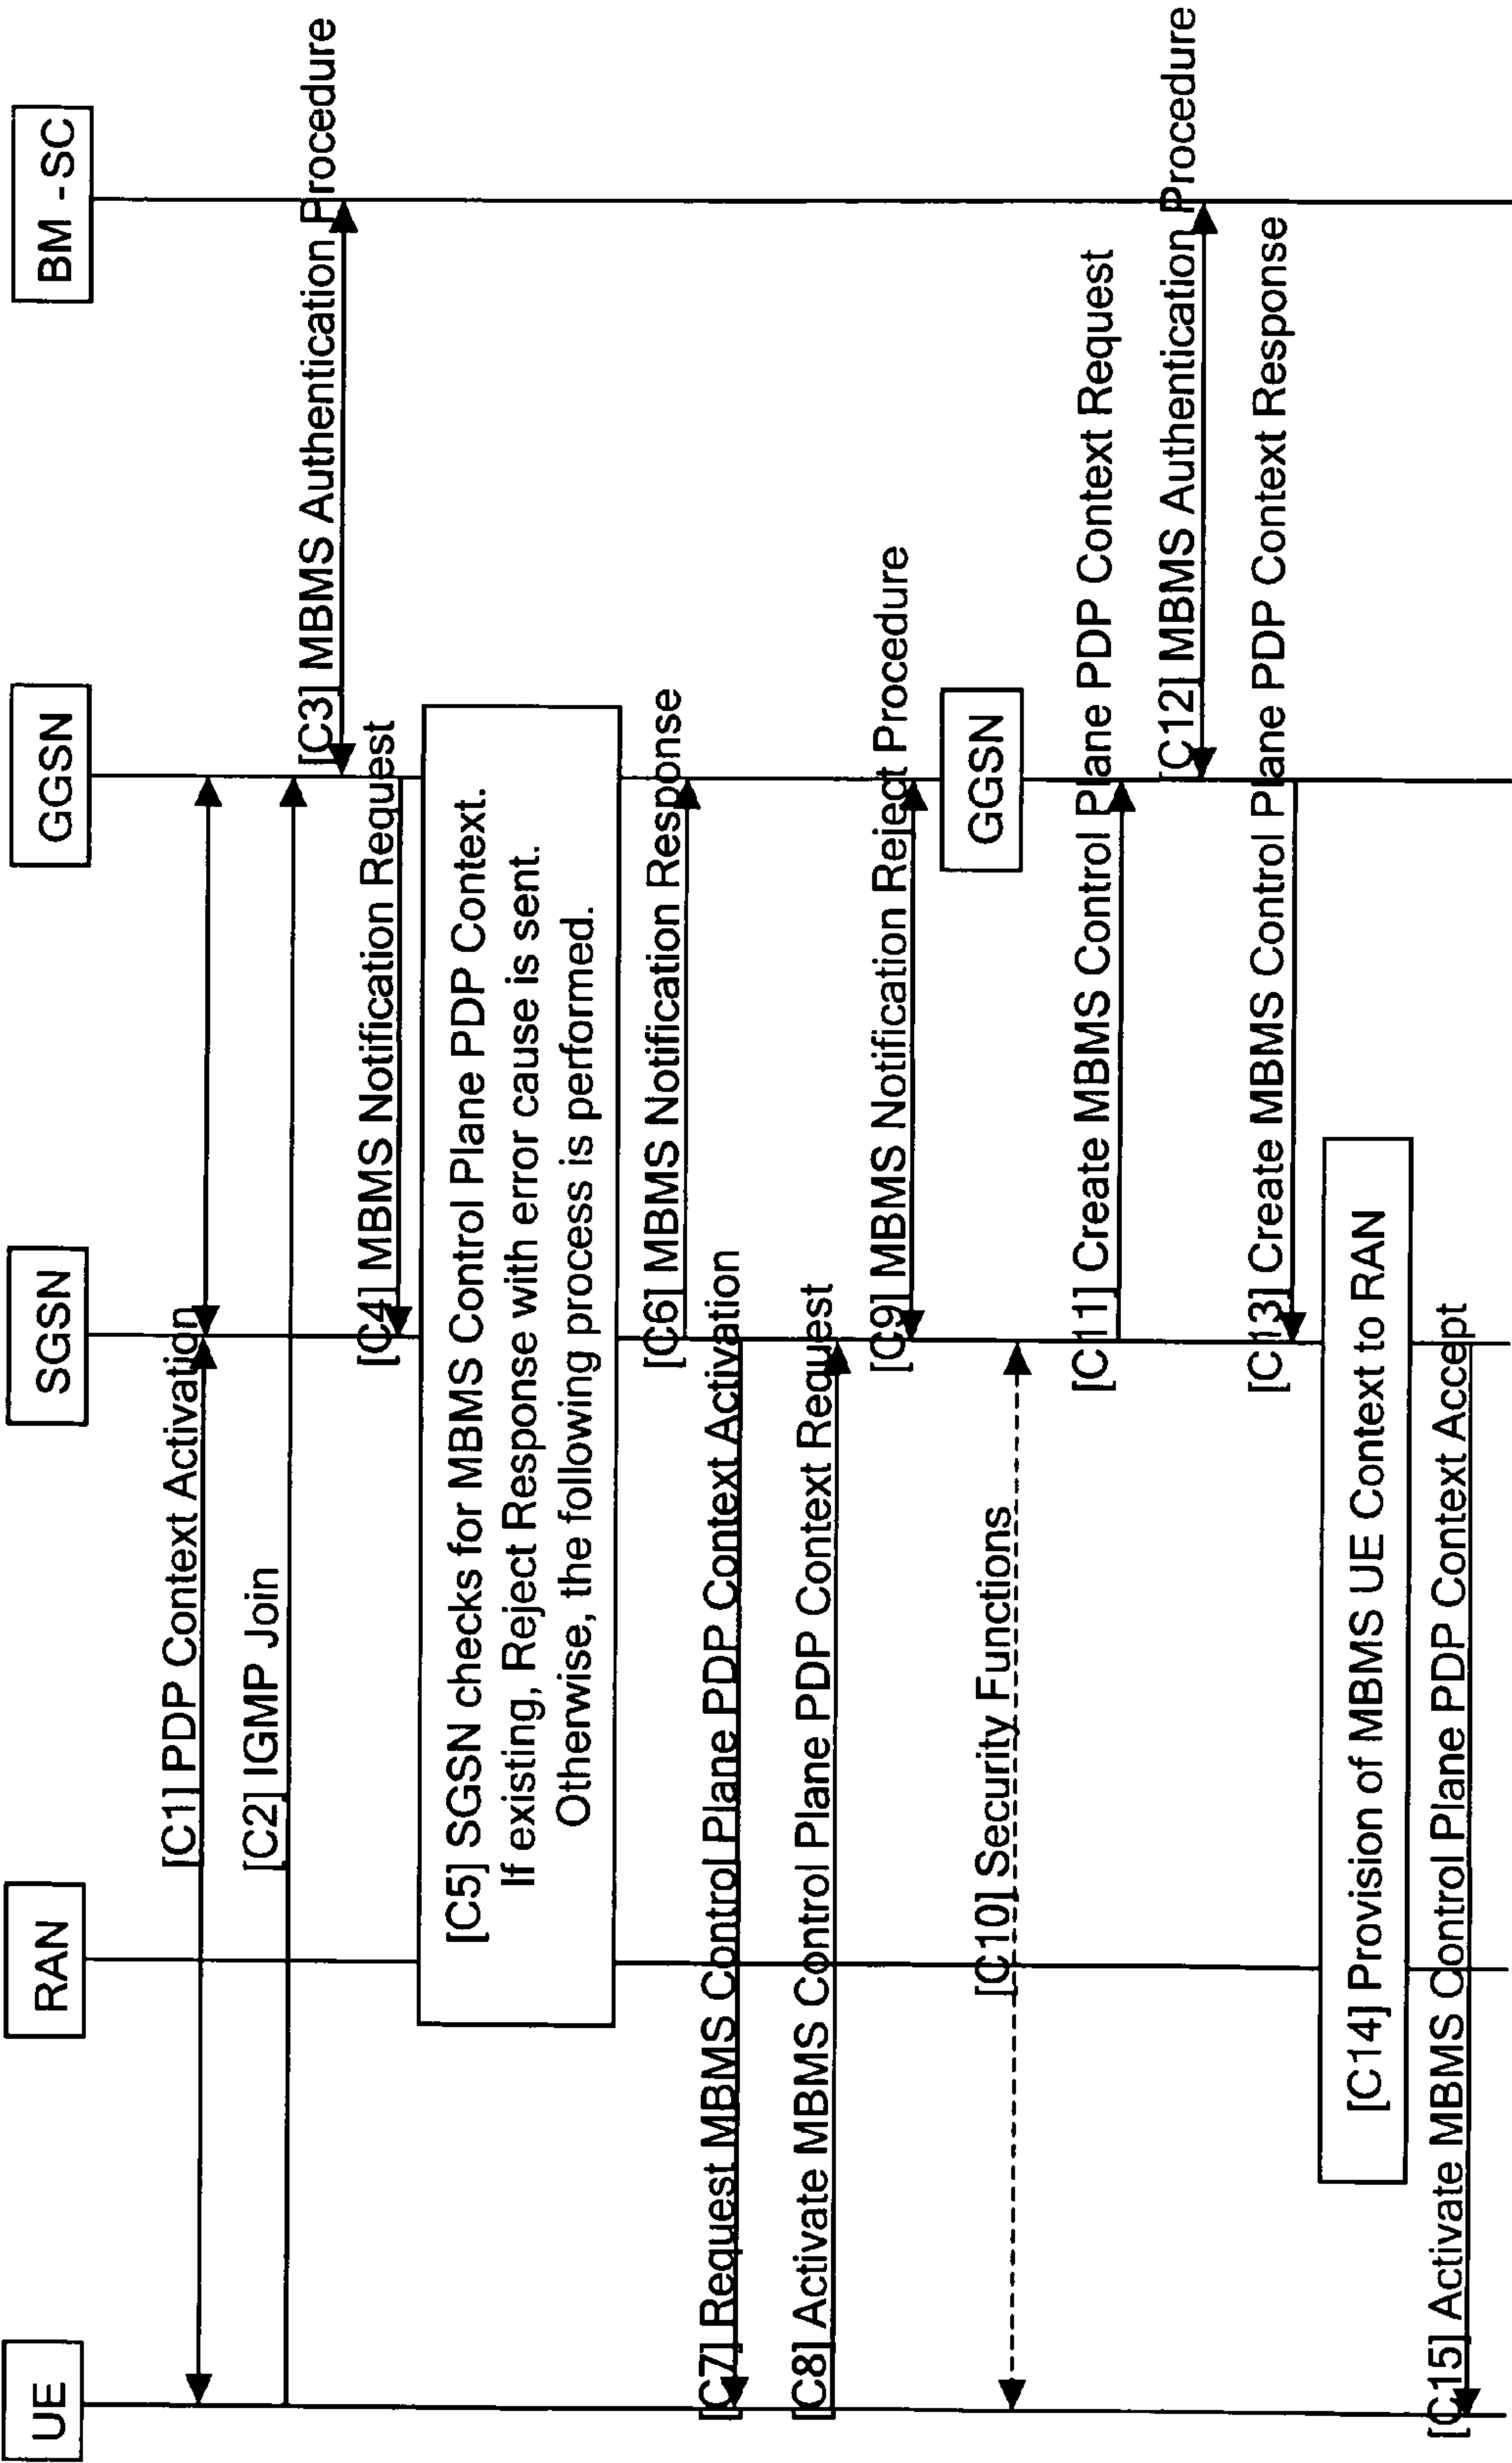 UE
RAN
SGSN
GGSN
BM -SC
[C1] PDP Context Activation
[C2] IGMP Join
[C3] MBMS Authentication Procedure
[C4] MBMS Notification Request
[C5] SGSN checks for MBMS Control Plane PDP Context.
If existing, Reject Response with error cause is sent.
Otherwise, the following process is performed.
[C6] MBMS Notification Response
[C7] Request MBMS Control Plane PDP Context Activation
[C8] Activate MBMS Control Plane PDP Context Request
[C9] MBMS Notification Reject Procedure
GGSN
[C10] Security Functions
[C11] Create MBMS Control Plane PDP Context Request
[C12] MBMS Authentication Procedure
[C13] Create MBMS Control Plane PDP Context Response
[C14] Provision of MBMS UE Context to RAN
[C15] Activate MBMS Control Plane PDP Context Accept